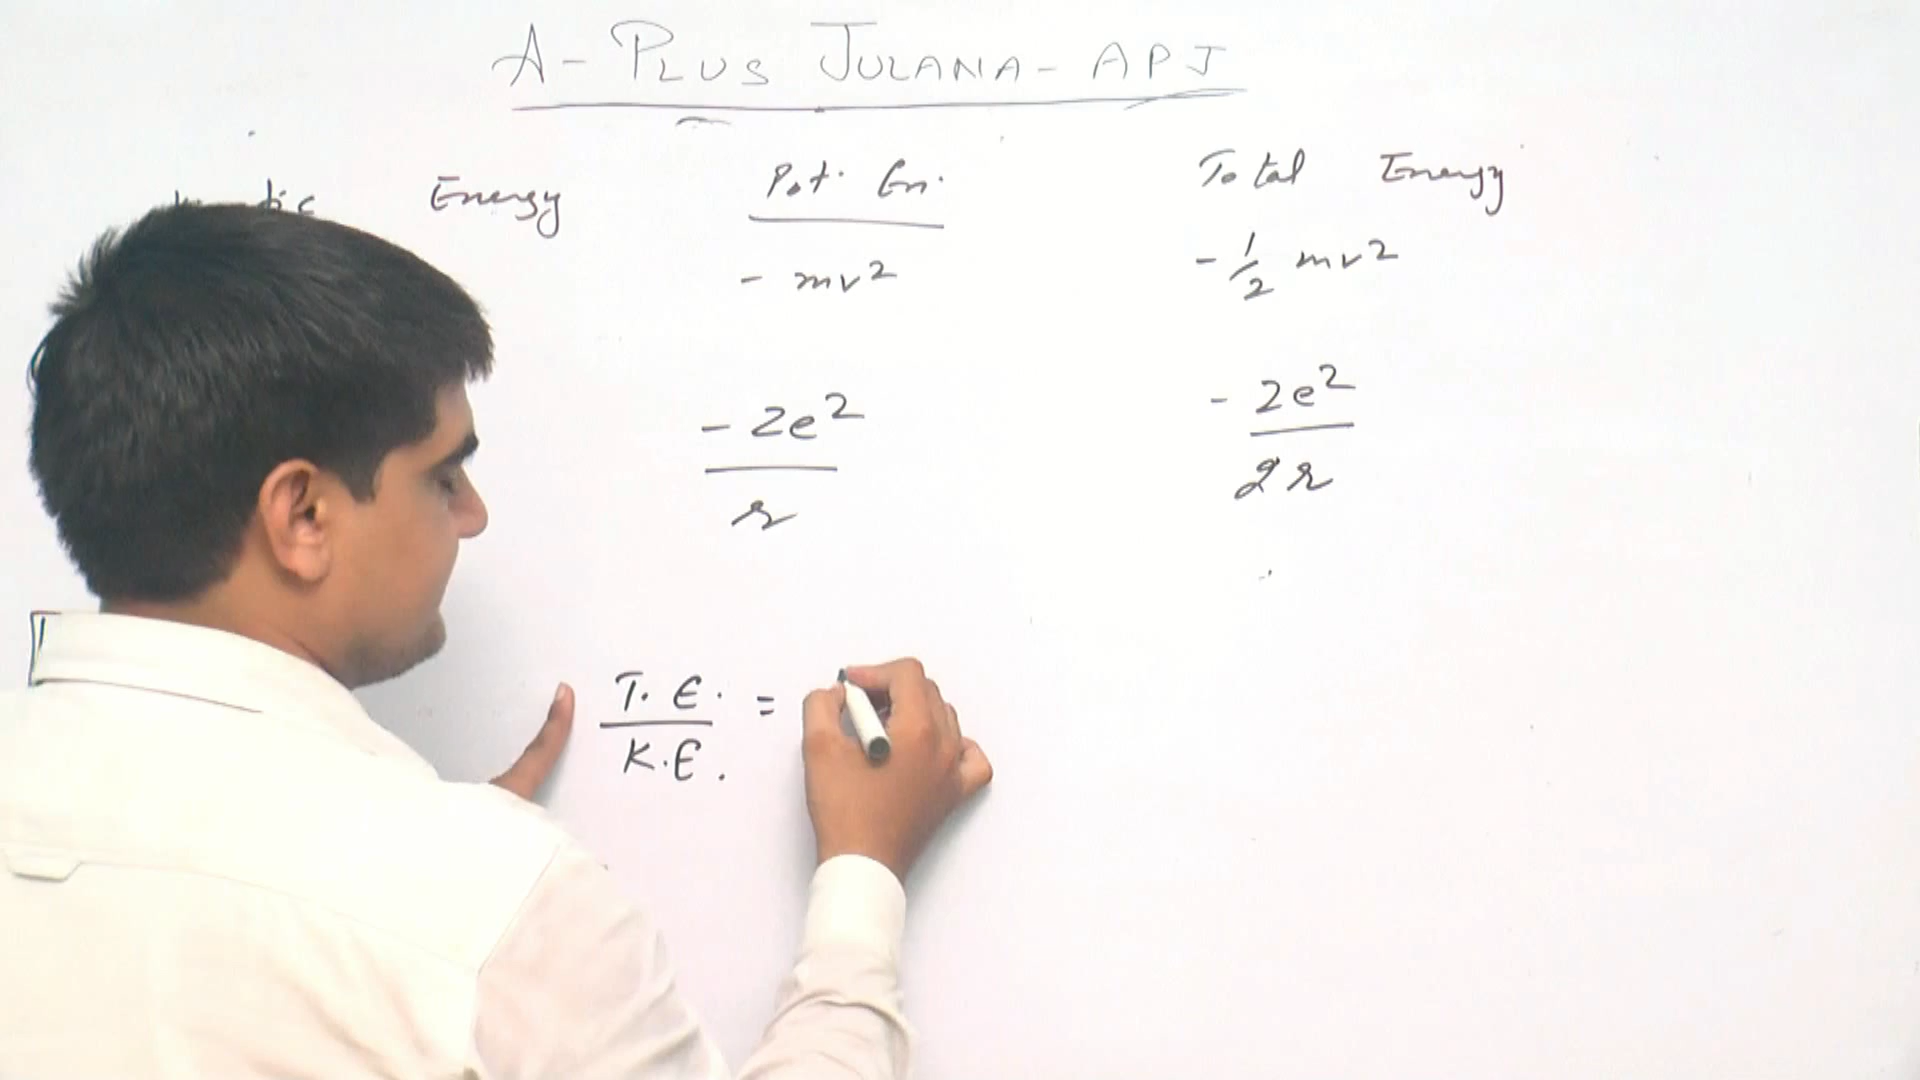 A - PLUS JULANA - APJ
Energy Pot. En. Total Energy
- mv² - 1/2 mv²
- Ze²/r - Ze²/2r
T. E./K.E. =